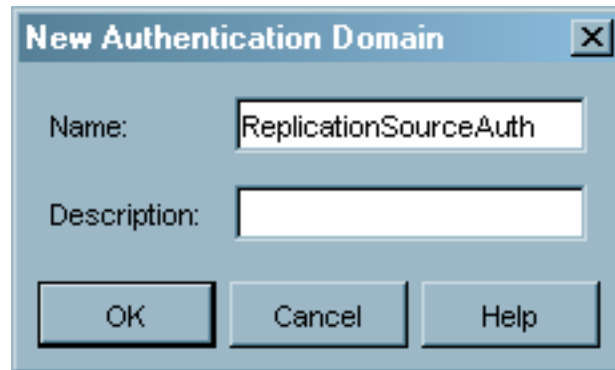 New Authentication Domain
Name: ReplicationSourceAuth
Description:
OK Cancel Help